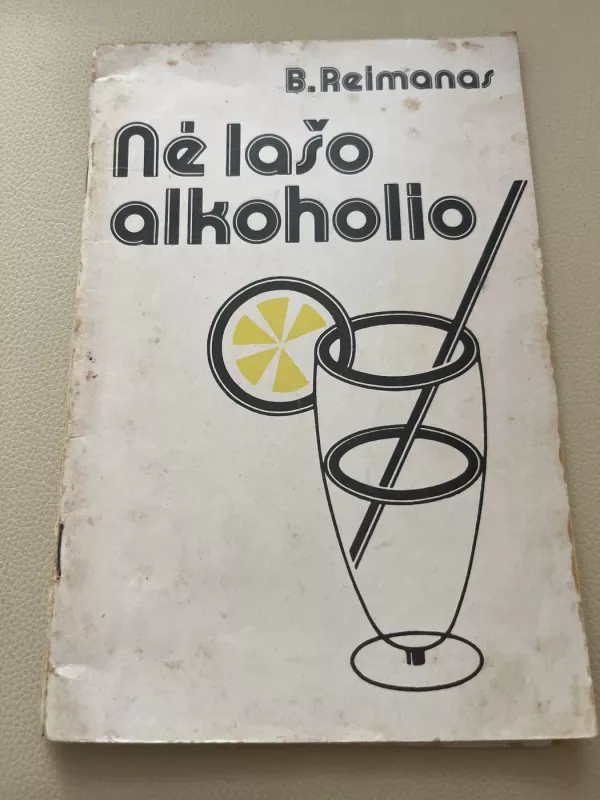 B. Reimanas
Nė lašo
alkoholio